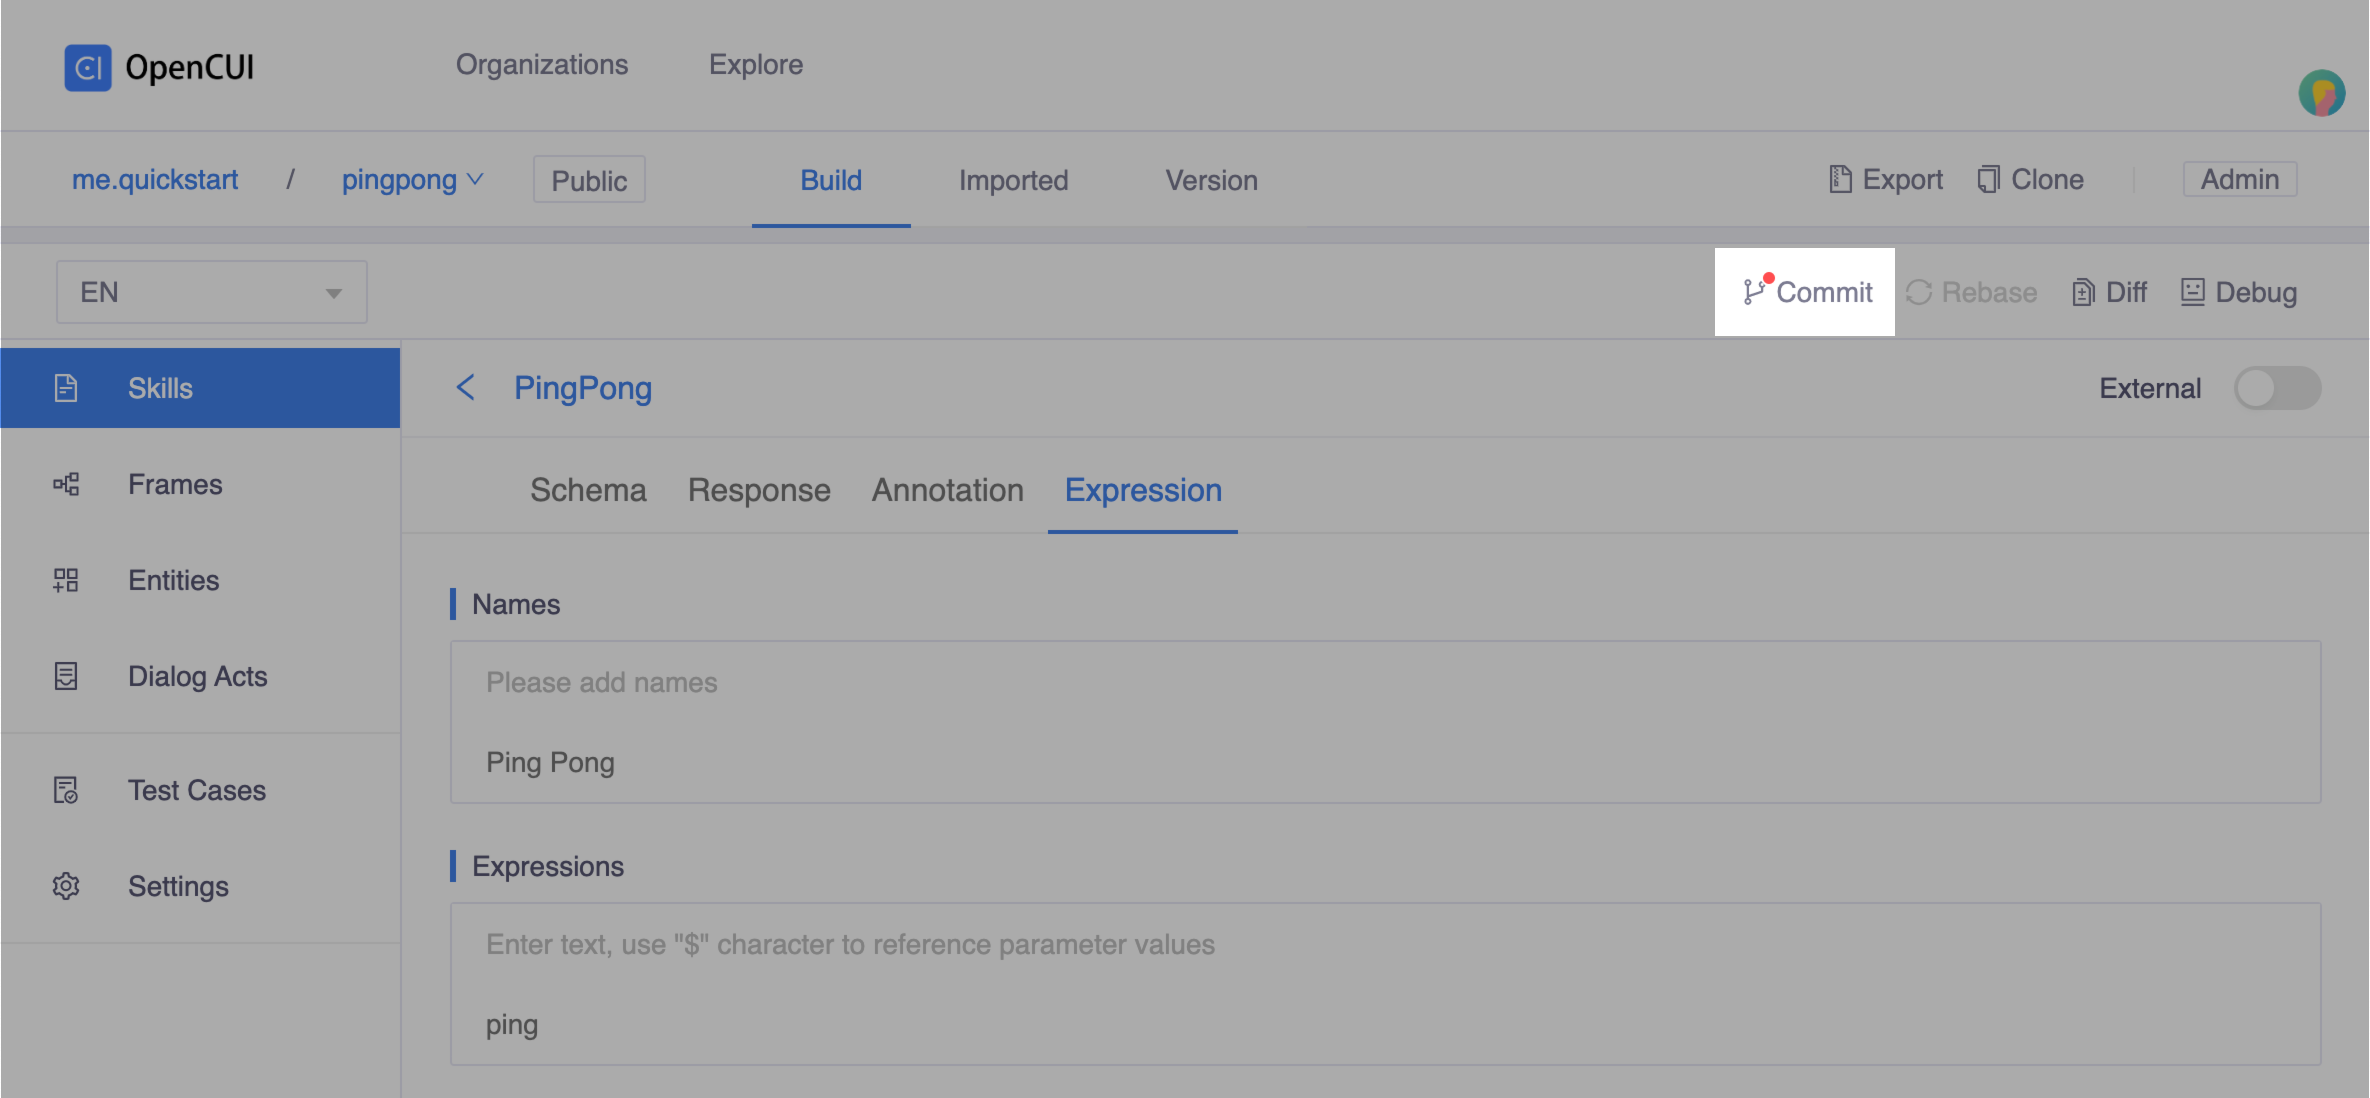 CI OpenCUI Organizations Explore
me.quickstart / pingpong Public Build Imported Version Export Clone Admin
EN Commit Rebase Diff Debug
Skills
Frames
Entities
Dialog Acts
Test Cases
Settings
PingPong External
Schema Response Annotation Expression
Names
Please add names
Ping Pong
Expressions
Enter text, use "$" character to reference parameter values
ping